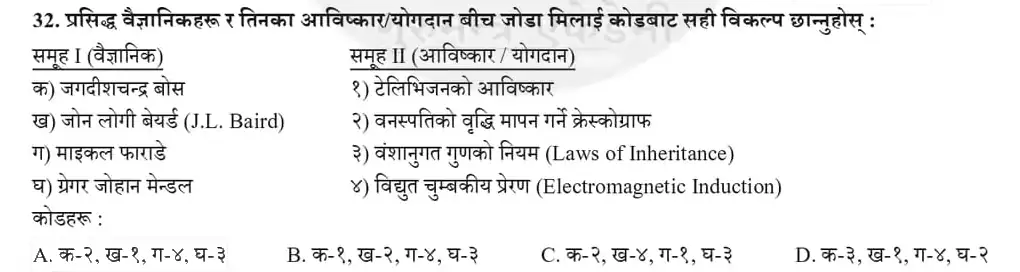 32. प्रसिद्ध वैज्ञानिकहरू र तिनका आविष्कार/योगदान बीच जोडा मिलाई कोडबाट सही विकल्प छान्नुहोस् :
समूह I (वैज्ञानिक) समूह II (आविष्कार / योगदान)
क) जगदीशचन्द्र बोस १) टेलिभिजनको आविष्कार
ख) जोन लोगी बेयर्ड (J.L. Baird) २) वनस्पतिको वृद्धि मापन गर्ने क्रेस्कोग्राफ
ग) माइकल फाराडे ३) वंशानुगत गुणको नियम (Laws of Inheritance)
घ) ग्रेगर जोहान मेन्डल ४) विद्युत चुम्बकीय प्रेरण (Electromagnetic Induction)
कोडहरू :
A. क-२, ख-१, ग-४, घ-३ B. क-१, ख-२, ग-४, घ-३ C. क-२, ख-४, ग-१, घ-३ D. क-३, ख-१, ग-४, घ-२